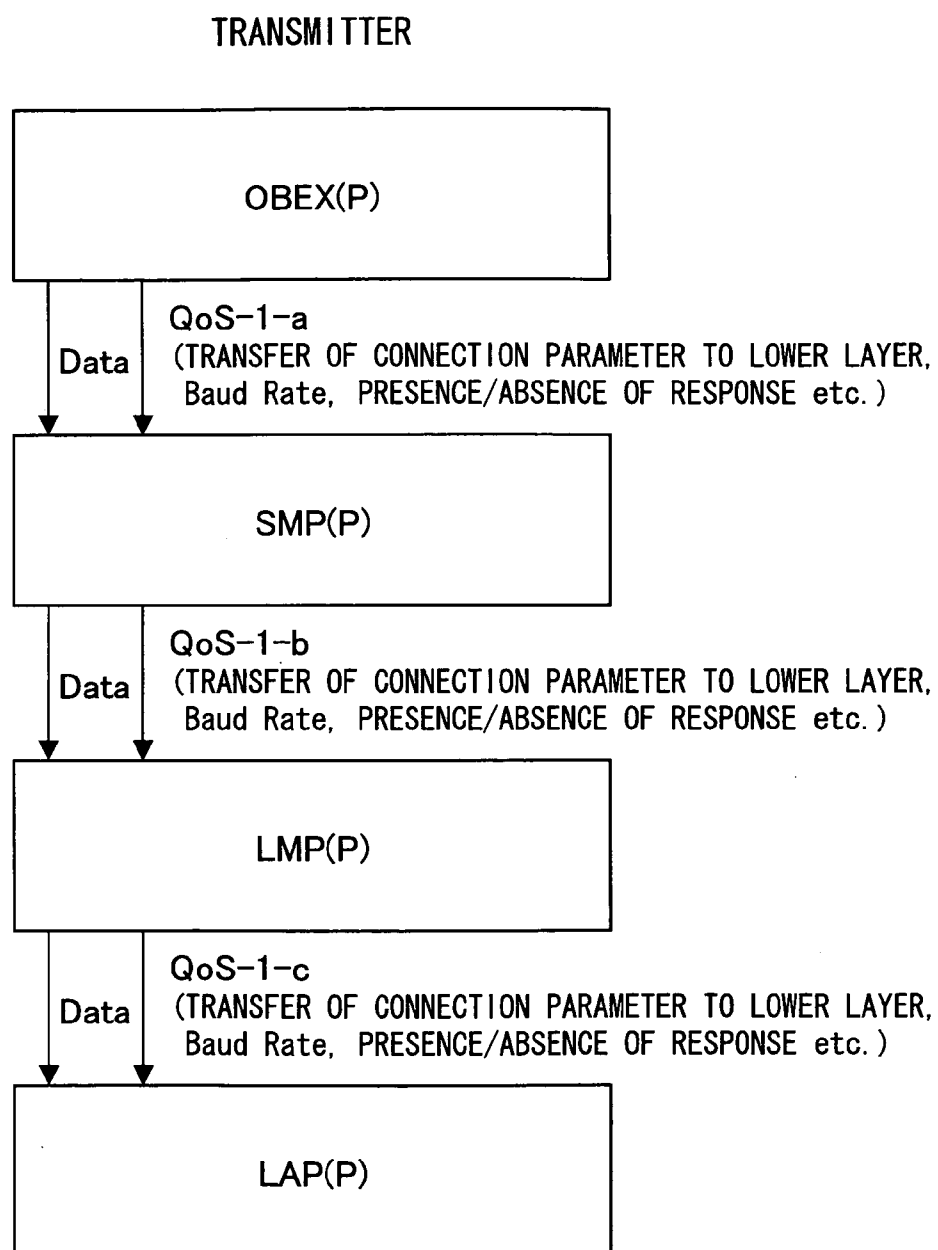 TRANSMITTER
OBEX(P)
Data
QoS-1-a
(TRANSFER OF CONNECTION PARAMETER TO LOWER LAYER,
Baud Rate, PRESENCE/ABSENCE OF RESPONSE etc.)
SMP(P)
Data
QoS-1-b
(TRANSFER OF CONNECTION PARAMETER TO LOWER LAYER,
Baud Rate, PRESENCE/ABSENCE OF RESPONSE etc.)
LMP(P)
Data
QoS-1-c
(TRANSFER OF CONNECTION PARAMETER TO LOWER LAYER,
Baud Rate, PRESENCE/ABSENCE OF RESPONSE etc.)
LAP(P)